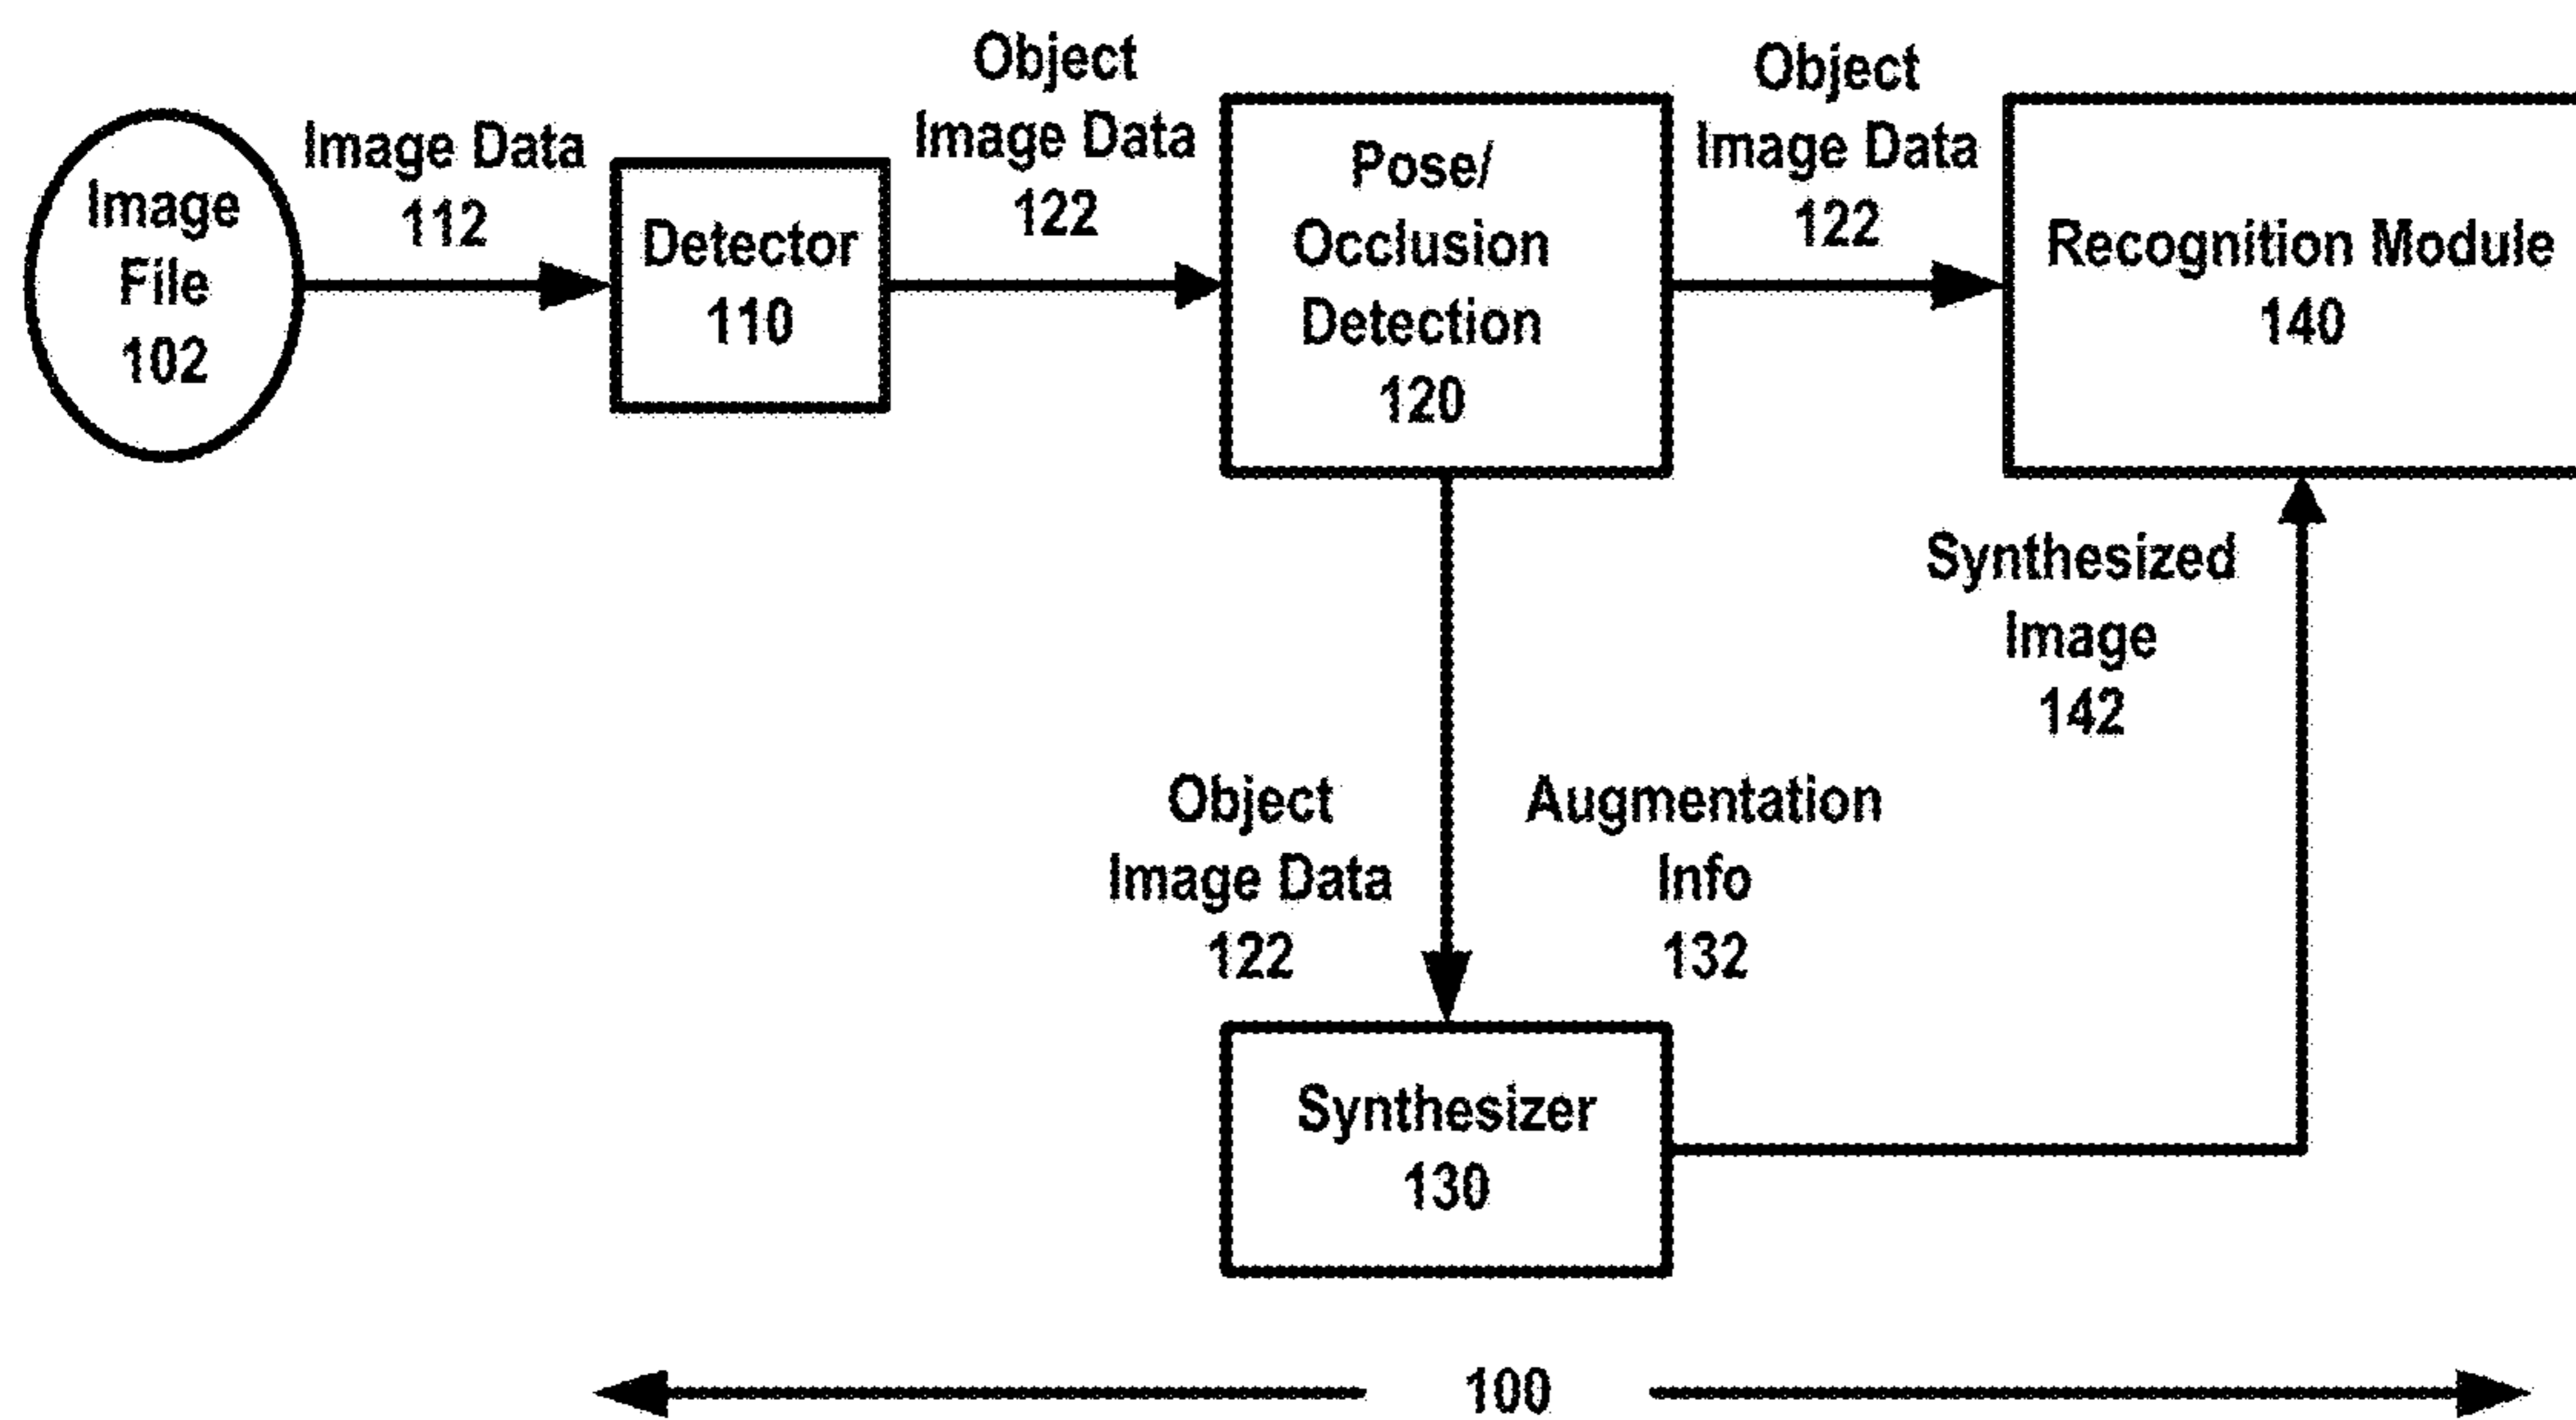 Image
File
102
Image Data
112
Detector
110
Object
Image Data
122
Pose/
Occlusion
Detection
120
Object
Image Data
122
Recognition Module
140
Synthesized
Image
142
Object
Image Data
122
Augmentation
Info
132
Synthesizer
130
100